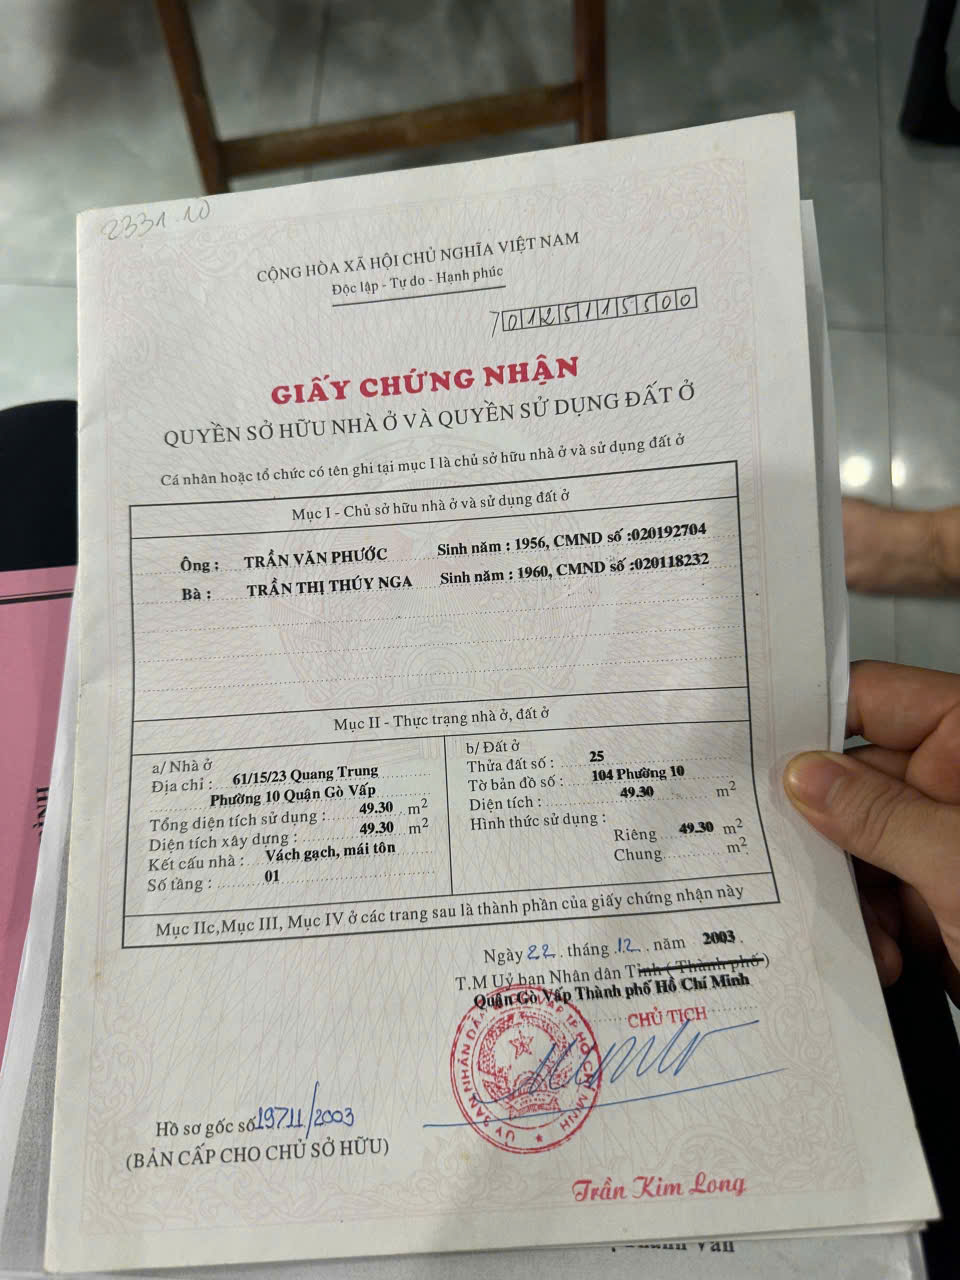 2331.10
CỘNG HÒA XÃ HỘI CHỦ NGHĨA VIỆT NAM
Độc lập - Tự do - Hạnh phúc
70125115500
GIẤY CHỨNG NHẬN
QUYỀN SỞ HỮU NHÀ Ở VÀ QUYỀN SỬ DỤNG ĐẤT Ở
Cá nhân hoặc tổ chức có tên ghi tại mục I là chủ sở hữu nhà ở và sử dụng đất ở
Mục I - Chủ sở hữu nhà ở và sử dụng đất ở
Ông : TRẦN VĂN PHƯỚC Sinh năm : 1956, CMND số :020192704
Bà : TRẦN THỊ THÚY NGA Sinh năm : 1960, CMND số :020118232
Mục II - Thực trạng nhà ở, đất ở
a/ Nhà ở
Địa chỉ : 61/15/23 Quang Trung
Phường 10 Quận Gò Vấp
Tổng diện tích sử dụng : 49.30 m2
Diện tích xây dựng : 49.30 m2
Kết cấu nhà : Vách gạch, mái tôn
Số tầng : 01
b/ Đất ở
Thửa đất số : 25
Tờ bản đồ số : 104 Phường 10
Diện tích : 49.30 m2
Hình thức sử dụng :
Riêng 49.30 m2
Chung m2
Mục IIc,Mục III, Mục IV ở các trang sau là thành phần của giấy chứng nhận này
Ngày 22 . tháng .12. năm 2003
T.M Uỷ ban Nhân dân Tỉnh ( Thành phố )
Quận Gò Vấp Thành phố Hồ Chí Minh
CHỦ TỊCH
Hồ sơ gốc số 19711/2003
(BẢN CẤP CHO CHỦ SỞ HỮU)
Trần Kim Long